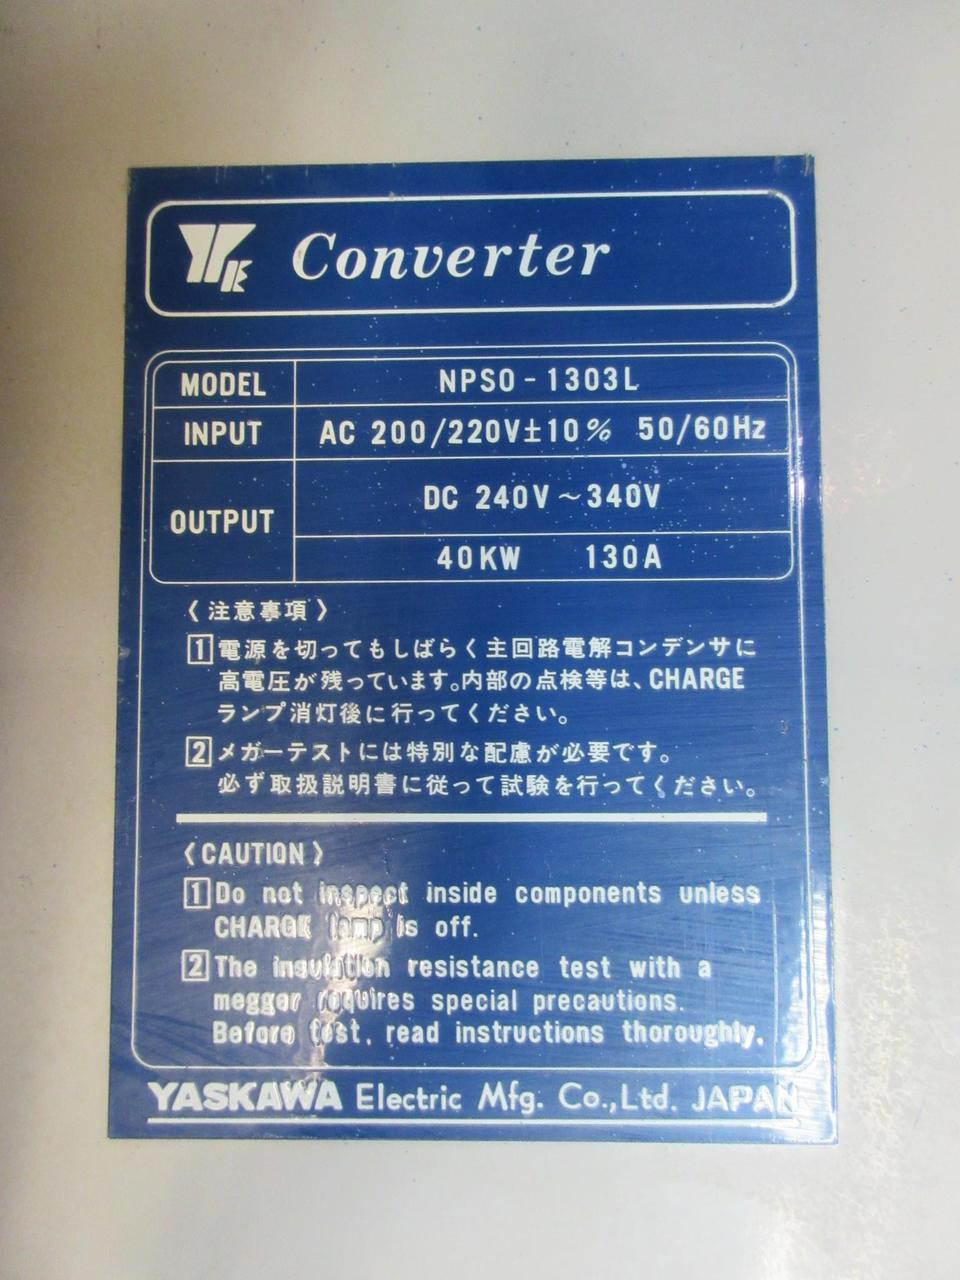 YE Converter
MODEL NPSO-1303L
INPUT AC 200/220V±10% 50/60Hz
OUTPUT DC 240V～340V
40KW 130A
〈注意事項〉
1 電源を切ってもしばらく主回路電解コンデンサに
高電圧が残っています。内部の点検等は、CHARGE
ランプ消灯後に行ってください。
2 メガーテストには特別な配慮が必要です。
必ず取扱説明書に従って試験を行ってください。
〈CAUTION〉
1 Do not inspect inside components unless
CHARGE lamp is off.
2 The insulation resistance test with a
megger requires special precautions.
Before test, read instructions thoroughly.
YASKAWA Electric Mfg. Co., Ltd. JAPAN